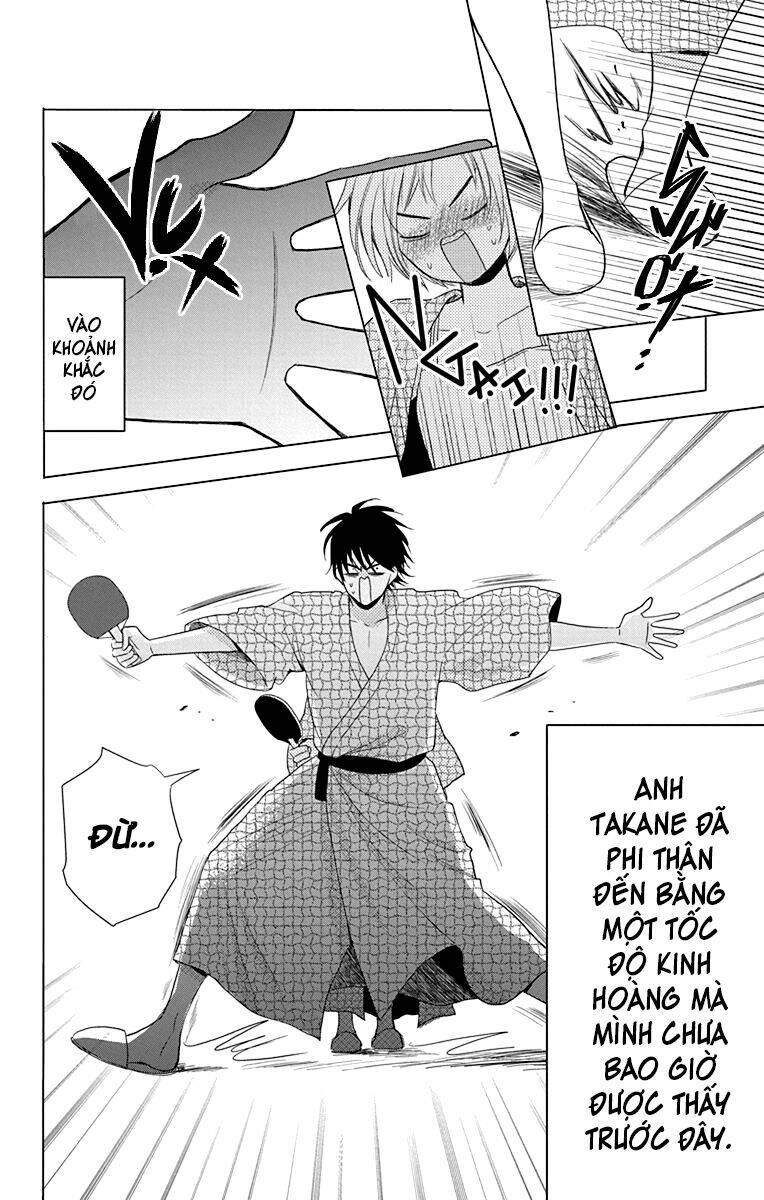 SƯỢT
NGẠI!!!
VỤT
VÀO
KHOẢNH
KHẮC
ĐÓ
ĐỪ...
ANH
TAKANE ĐÃ
PHI THÂN
ĐẾN BẰNG
MỘT TỐC
ĐỘ KINH
HOÀNG MÀ
MÌNH CHƯA
BAO GIỜ
ĐƯỢC THẤY
TRƯỚC ĐÂY.